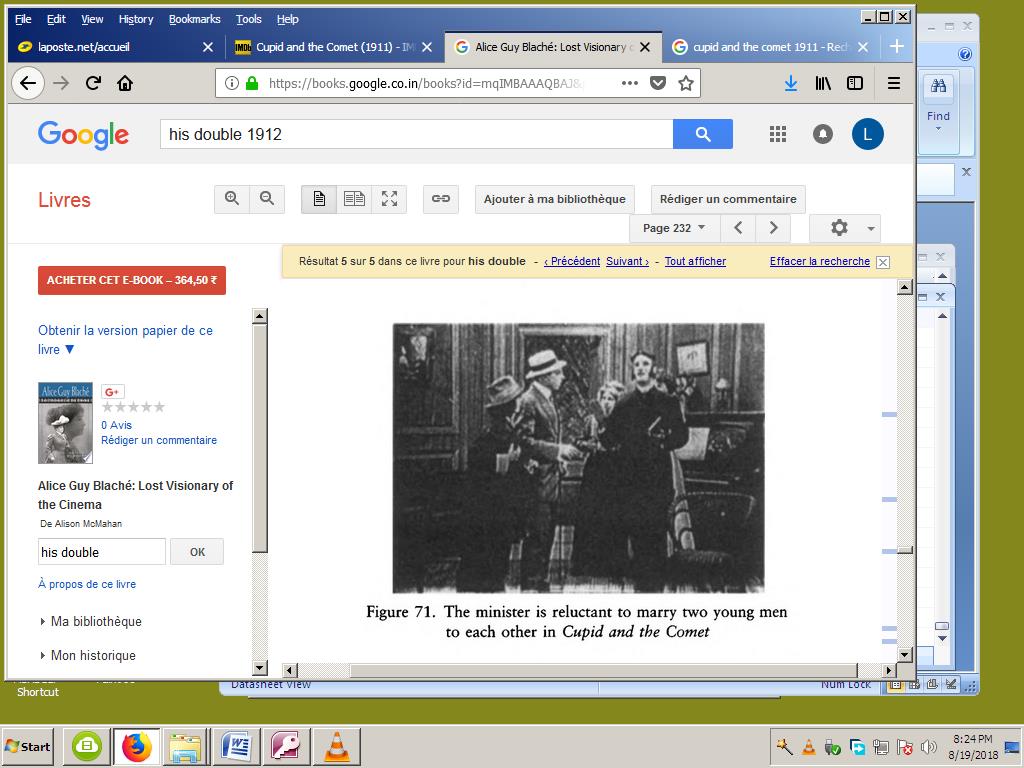 File Edit View History Bookmarks Tools Help
laposte.net/accueil
Cupid and the Comet (1911) - IM
Alice Guy Blaché: Lost Visionary o
cupid and the comet 1911 - Rech
https://books.google.co.in/books?id=mqIMBAAAQBAJ&
Find
Google
his double 1912
L
Livres
Ajouter à ma bibliothèque
Rédiger un commentaire
Page 232
Résultat 5 sur 5 dans ce livre pour his double - ‹ Précédent Suivant › - Tout afficher
Effacer la recherche
ACHETER CET E-BOOK – 364,50 ₹
Obtenir la version papier de ce
livre ▼
Alice Guy Blaché
G+
0 Avis
Rédiger un commentaire
Alice Guy Blaché: Lost Visionary of
the Cinema
De Alison McMahan
his double
OK
À propos de ce livre
Ma bibliothèque
Mon historique
Figure 71. The minister is reluctant to marry two young men
to each other in Cupid and the Comet
Shortcut
Datasheet View
Num Lock
Start
8:24 PM
8/19/2018